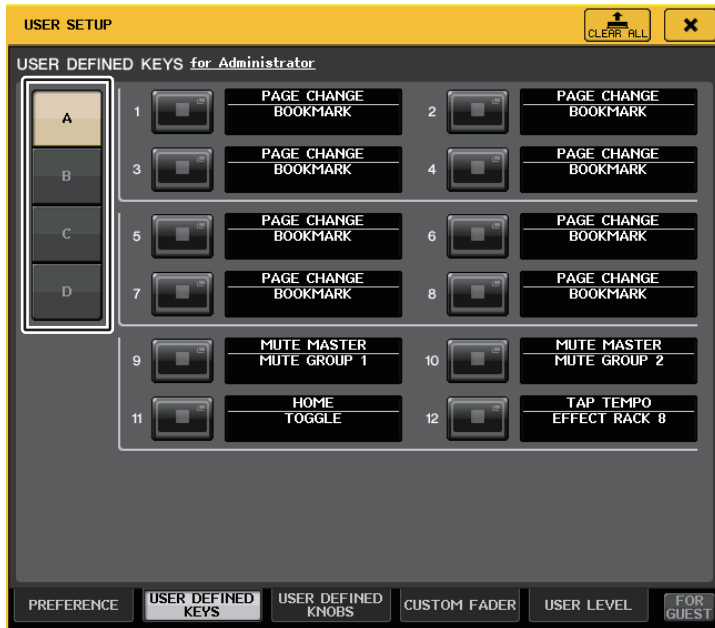 USER SETUP
CLEAR ALL
USER DEFINED KEYS for Administrator
A
B
C
D
1 PAGE CHANGE
BOOKMARK
2 PAGE CHANGE
BOOKMARK
3 PAGE CHANGE
BOOKMARK
4 PAGE CHANGE
BOOKMARK
5 PAGE CHANGE
BOOKMARK
6 PAGE CHANGE
BOOKMARK
7 PAGE CHANGE
BOOKMARK
8 PAGE CHANGE
BOOKMARK
9 MUTE MASTER
MUTE GROUP 1
10 MUTE MASTER
MUTE GROUP 2
11 HOME
TOGGLE
12 TAP TEMPO
EFFECT RACK 8
PREFERENCE
USER DEFINED
KEYS
USER DEFINED
KNOBS
CUSTOM FADER
USER LEVEL
FOR
GUEST